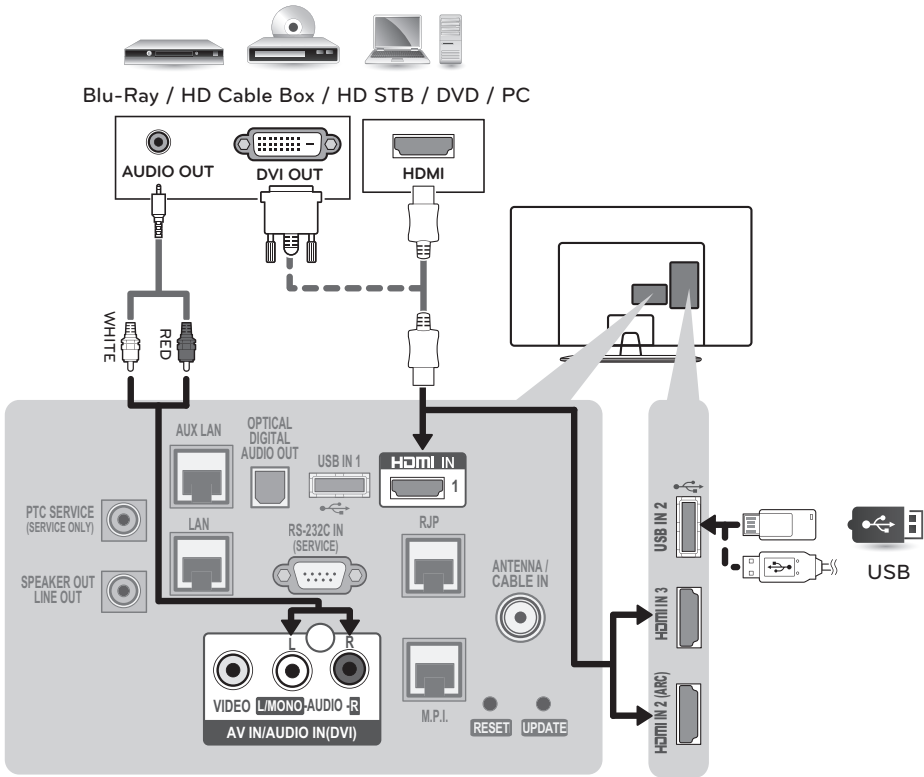 Blu-Ray / HD Cable Box / HD STB / DVD / PC
AUDIO OUT
DVI OUT
HDMI
WHITE
RED
AUX LAN
OPTICAL
DIGITAL
AUDIO OUT
USB IN 1
HDMI IN
1
PTC SERVICE
(SERVICE ONLY)
LAN
RS-232C IN
(SERVICE)
RJP
ANTENNA /
CABLE IN
SPEAKER OUT
LINE OUT
L
R
VIDEO L/MONO-AUDIO -R
AV IN/AUDIO IN(DVI)
M.P.I.
RESET
UPDATE
USB IN 2
HDMI IN 3
HDMI IN 2 (ARC)
USB